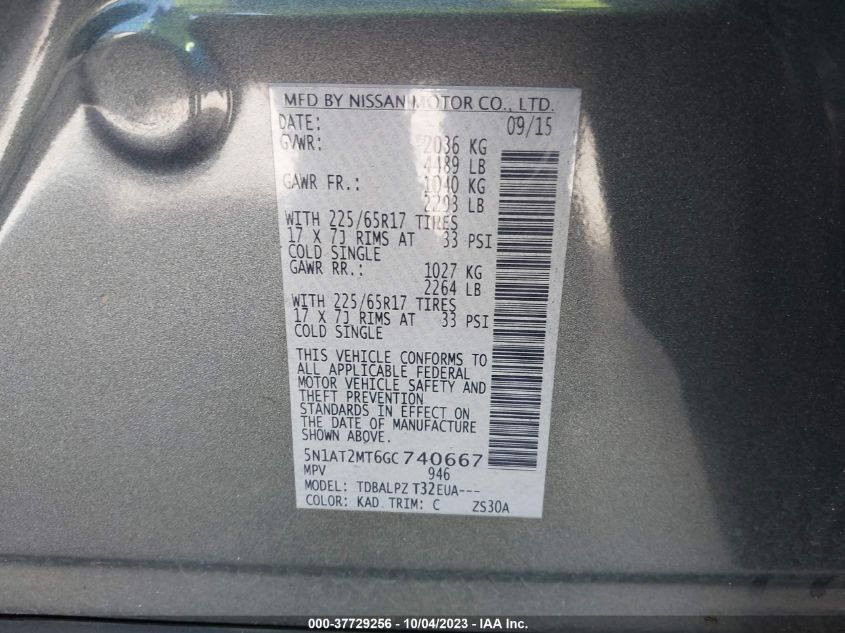 MFD BY NISSAN MOTOR CO., LTD.
DATE: 09/15
GVWR: 2036 KG
4489 LB
GAWR FR.: 1040 KG
2293 LB
WITH 225/65R17 TIRES
17 X 7J RIMS AT 33 PSI
COLD SINGLE
GAWR RR.: 1027 KG
2264 LB
WITH 225/65R17 TIRES
17 X 7J RIMS AT 33 PSI
COLD SINGLE
THIS VEHICLE CONFORMS TO
ALL APPLICABLE FEDERAL
MOTOR VEHICLE SAFETY AND
THEFT PREVENTION
STANDARDS IN EFFECT ON
THE DATE OF MANUFACTURE
SHOWN ABOVE.
5N1AT2MT6GC740667
MPV 946
MODEL: TDBALPZ T32EUA---
COLOR: KAD TRIM: C ZS30A
000-37729256 - 10/04/2023 - IAA Inc.